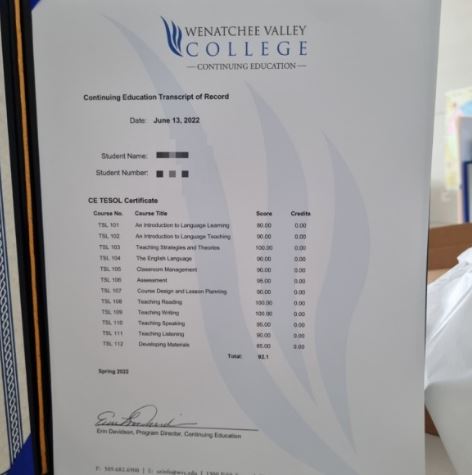 WENATCHEE VALLEY
COLLEGE
CONTINUING EDUCATION
Continuing Education Transcript of Record
Date: June 13, 2022
Student Name:
Student Number:
CE TESOL Certificate
Course No. Course Title Score Credits
TSL 101 An Introduction to Language Learning 80.00 0.00
TSL 102 An Introduction to Language Teaching 90.00 0.00
TSL 103 Teaching Strategies and Theories 100.00 0.00
TSL 104 The English Language 90.00 0.00
TSL 105 Classroom Management 90.00 0.00
TSL 106 Assessment 95.00 0.00
TSL 107 Course Design and Lesson Planning 90.00 0.00
TSL 108 Teaching Reading 100.00 0.00
TSL 109 Teaching Writing 100.00 0.00
TSL 110 Teaching Speaking 95.00 0.00
TSL 111 Teaching Listening 90.00 0.00
TSL 112 Developing Materials 85.00 0.00
Total: 92.1
Spring 2022
Erin Davidson, Program Director, Continuing Education